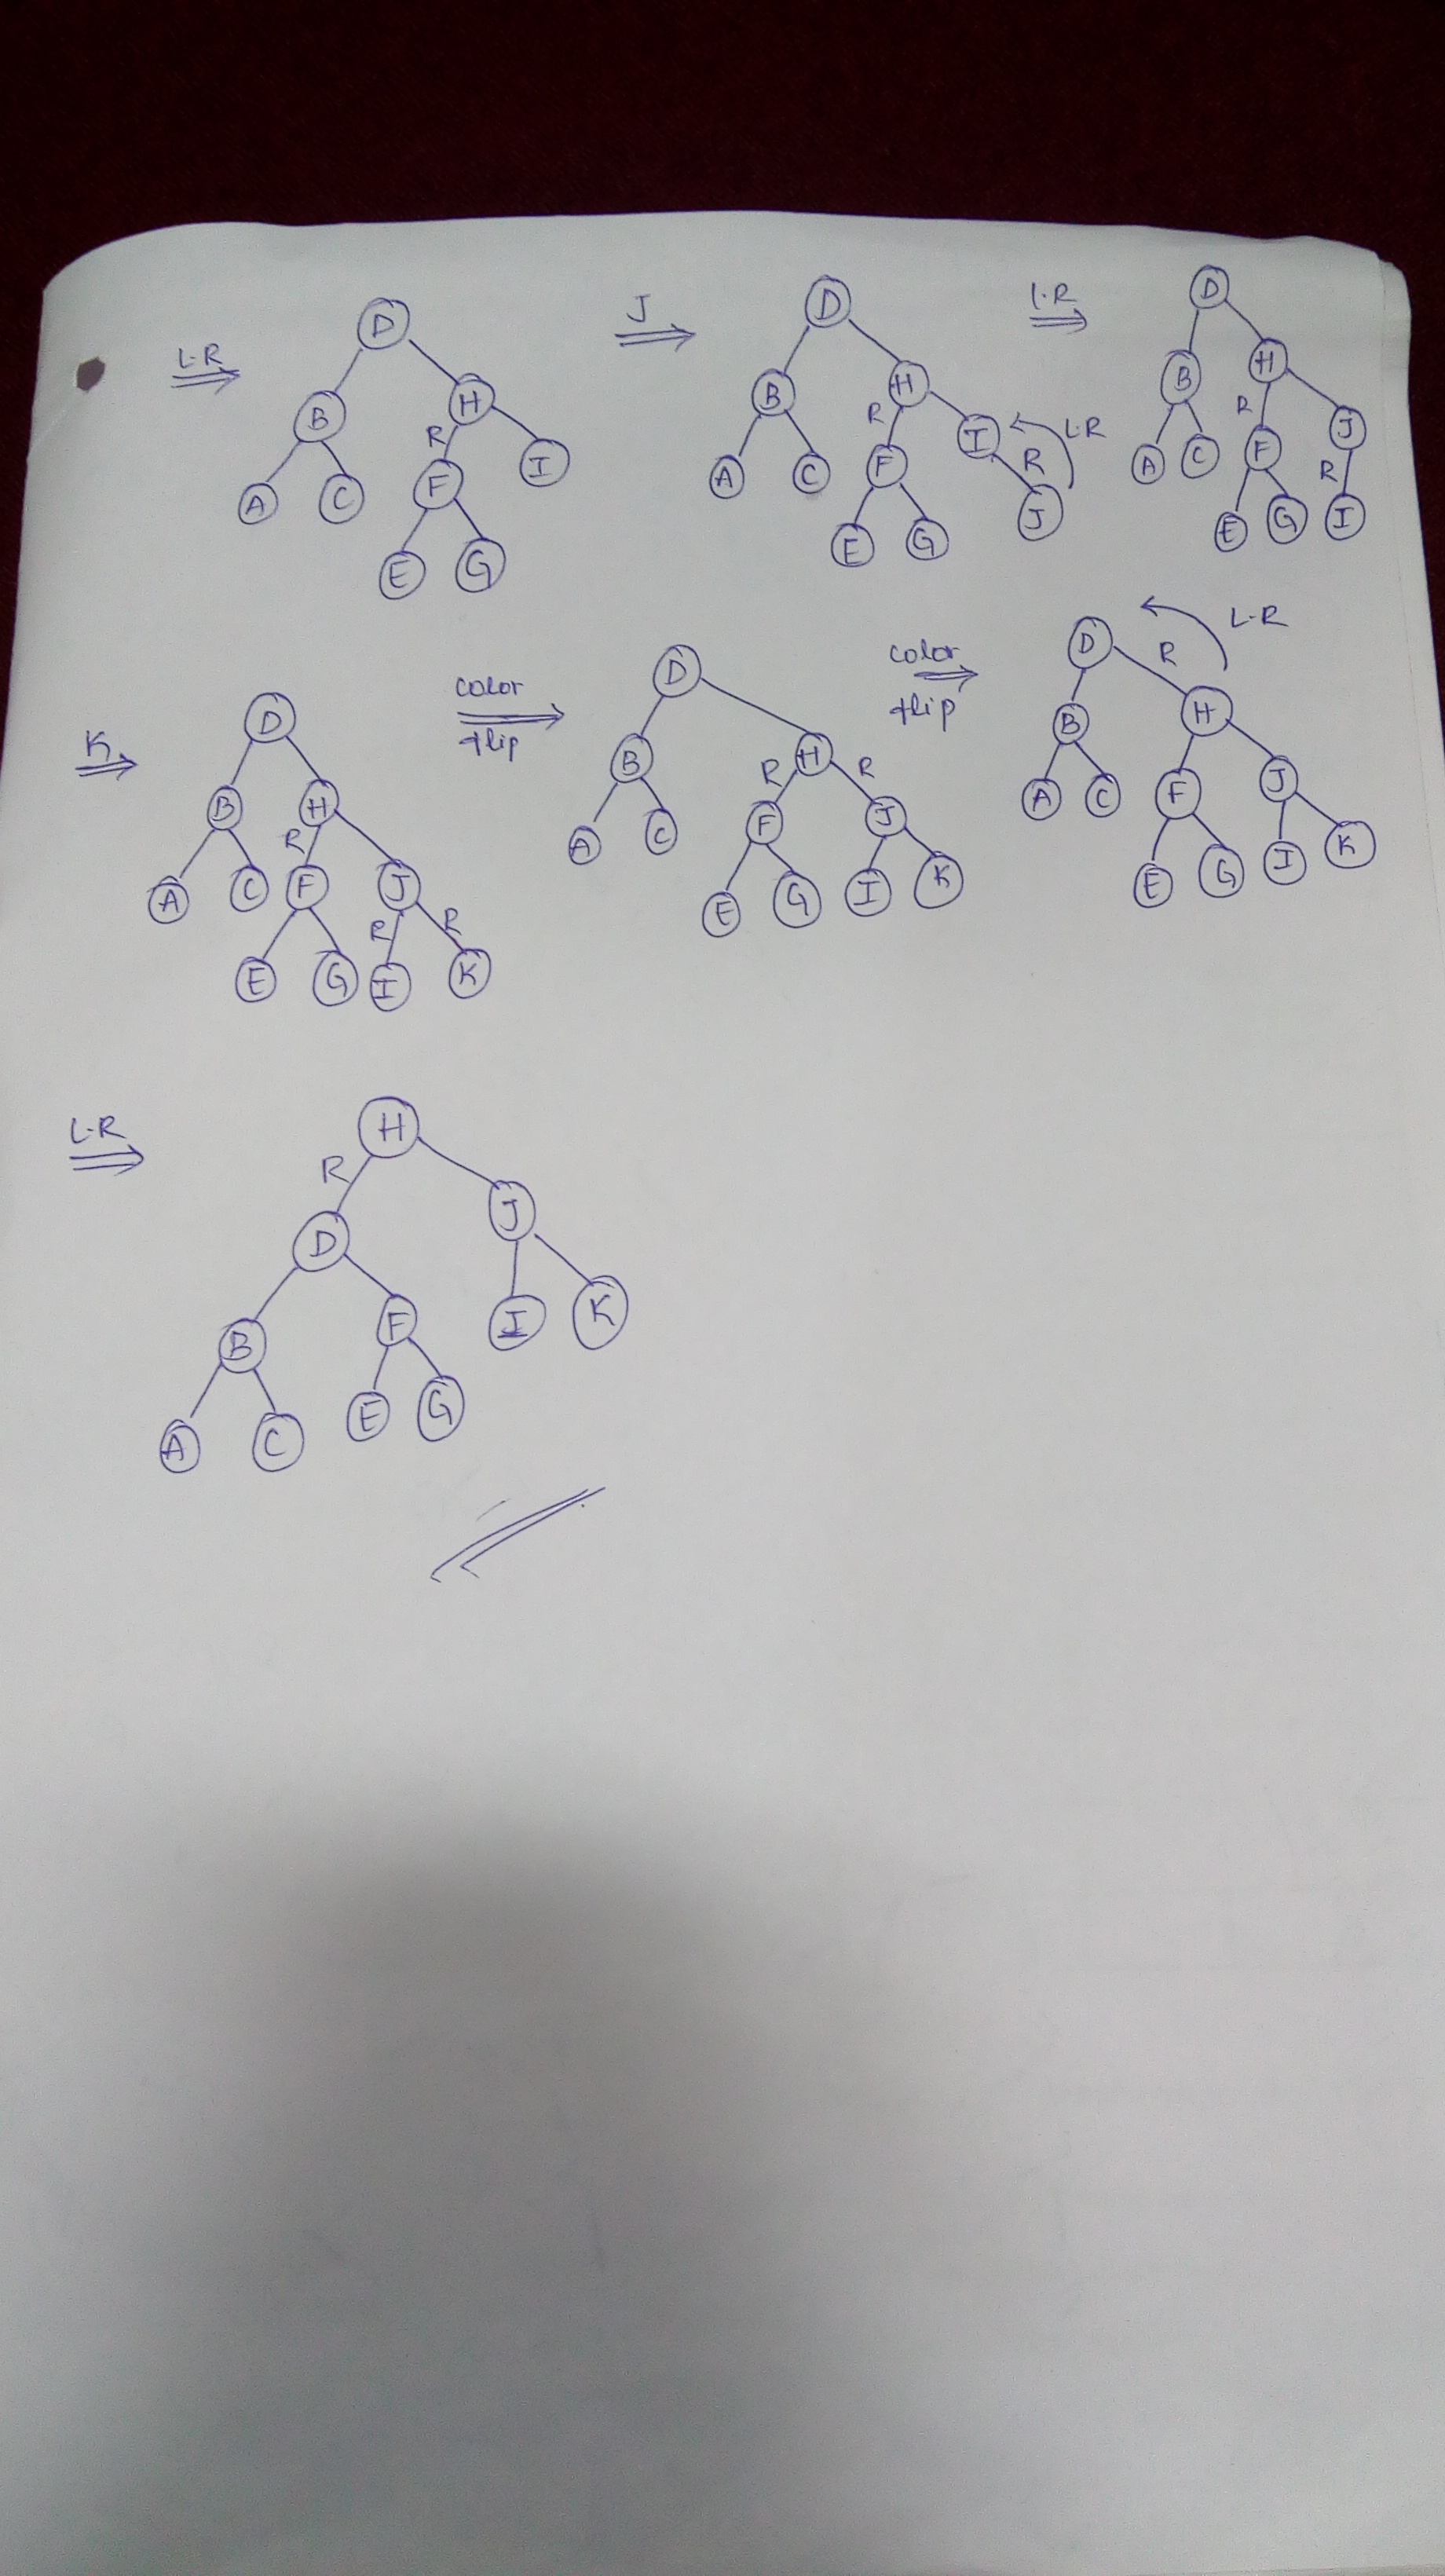 L.R
D
B H
R
A C F I
E G
J
D
B H
R I L.R
A C F R
E G J
L.R
D
B H
R J
A C F R
E G I
K
D
B H
R
A C F J
R R
E G I K
color
flip
D
B H
R R
A C F J
E G I K
color
flip
L.R
D R
B H
A C F J
E G I K
L.R
H
R
D J
B F I K
A C E G